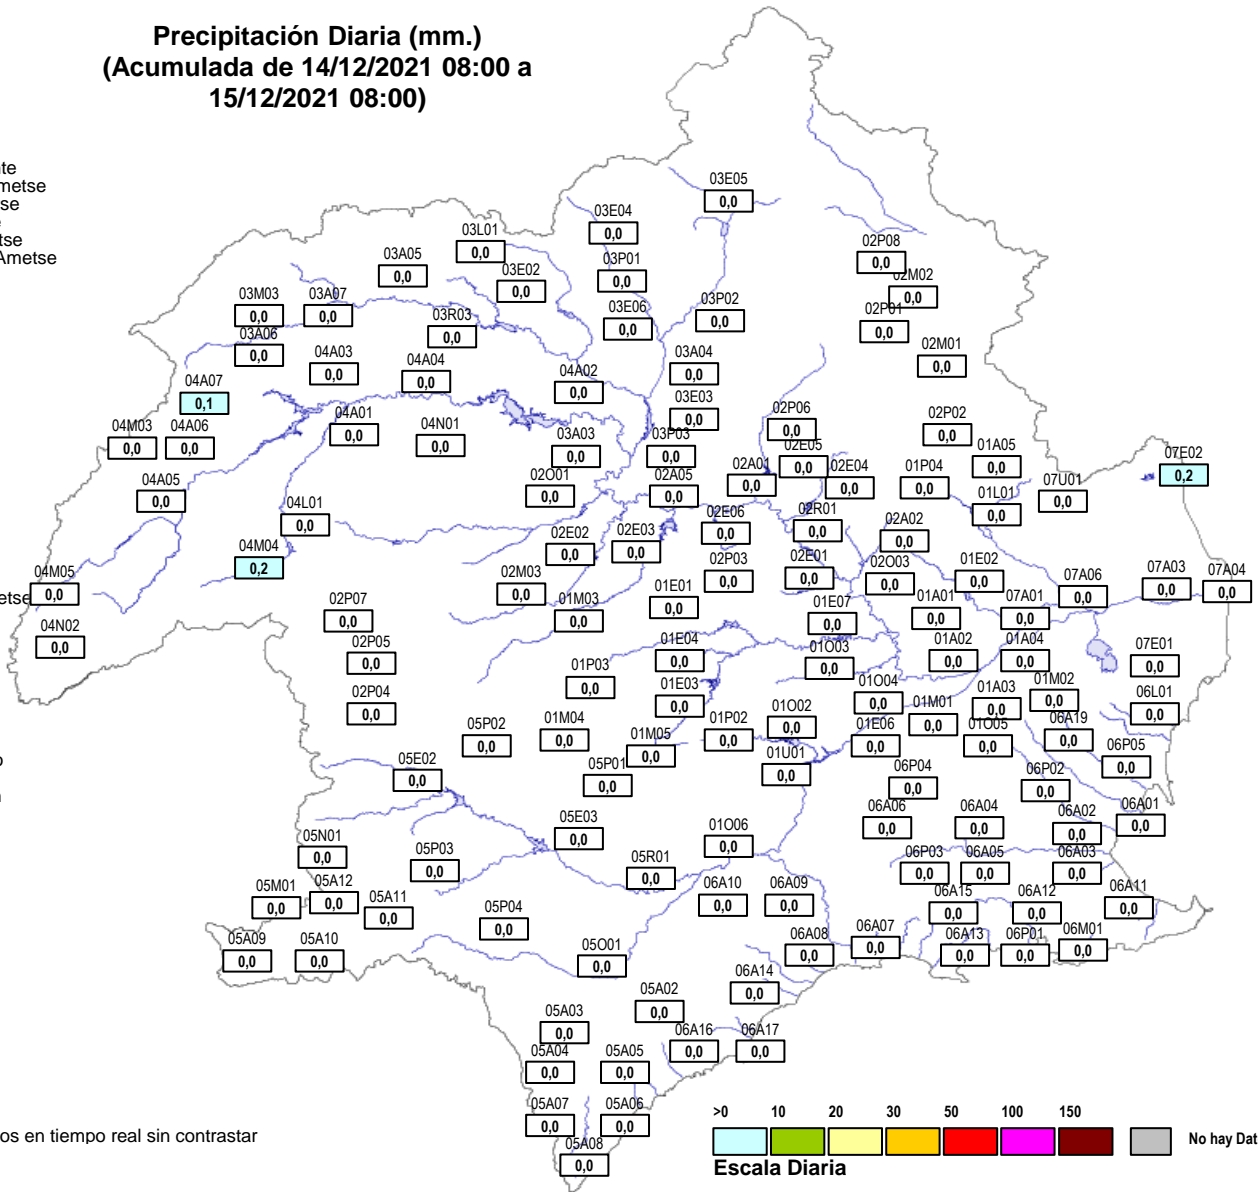 Precipitación Diaria (mm.)
(Acumulada de 14/12/2021 08:00 a
15/12/2021 08:00)
te
metse
se
tse
Ametse
03E05
0,0
03E04
0,0
03L01
0,0
03A05
0,0
03E02
0,0
03P01
0,0
02P08
0,0
02M02
0,0
03M03
0,0
03A07
0,0
03R03
0,0
03E06
0,0
03P02
0,0
02P01
0,0
03A06
0,0
04A03
0,0
04A04
0,0
04A02
0,0
03A04
0,0
02M01
0,0
04A07
0,1
03E03
0,0
04M03
0,0
04A06
0,0
04A01
0,0
04N01
0,0
03A03
0,0
03P03
0,0
02P06
0,0
02P02
0,0
02E05
0,0
01A05
0,0
07E02
0,2
04A05
0,0
02O01
0,0
02A05
0,0
02A01
0,0
02E04
0,0
01P04
0,0
07U01
0,0
04L01
0,0
02E06
0,0
02R01
0,0
01L01
0,0
02A02
0,0
04M04
0,2
02E02
0,0
02E03
0,0
02P03
0,0
02E01
0,0
02O03
0,0
01E02
0,0
04M05
0,0
etse
02M03
0,0
01M03
0,0
01E01
0,0
07A06
0,0
07A03
0,0
07A04
0,0
02P07
0,0
01E07
0,0
01A01
0,0
07A01
0,0
04N02
0,0
02P05
0,0
01E04
0,0
01O03
0,0
01A02
0,0
01A04
0,0
07E01
0,0
02P04
0,0
01P03
0,0
01E03
0,0
01O04
0,0
01A03
0,0
01M02
0,0
06L01
0,0
05P02
0,0
01M04
0,0
01M05
0,0
01P02
0,0
01O02
0,0
01E06
0,0
01M01
0,0
01O05
0,0
06A19
0,0
06P05
0,0
05E02
0,0
05P01
0,0
01U01
0,0
06P04
0,0
06P02
0,0
05E03
0,0
01O06
0,0
06A06
0,0
06A04
0,0
06A02
0,0
06A01
0,0
05N01
0,0
05P03
0,0
05R01
0,0
06P03
0,0
06A05
0,0
06A03
0,0
05M01
0,0
05A12
0,0
05A11
0,0
05P04
0,0
06A10
0,0
06A09
0,0
06A15
0,0
06A12
0,0
06A11
0,0
05A09
0,0
05A10
0,0
05O01
0,0
06A08
0,0
06A07
0,0
06A13
0,0
06P01
0,0
06M01
0,0
06A14
0,0
05A02
0,0
05A03
0,0
06A16
0,0
06A17
0,0
05A04
0,0
05A05
0,0
05A07
0,0
05A06
0,0
05A08
0,0
os en tiempo real sin contrastar
>0 10 20 30 50 100 150
No hay Dat
Escala Diaria